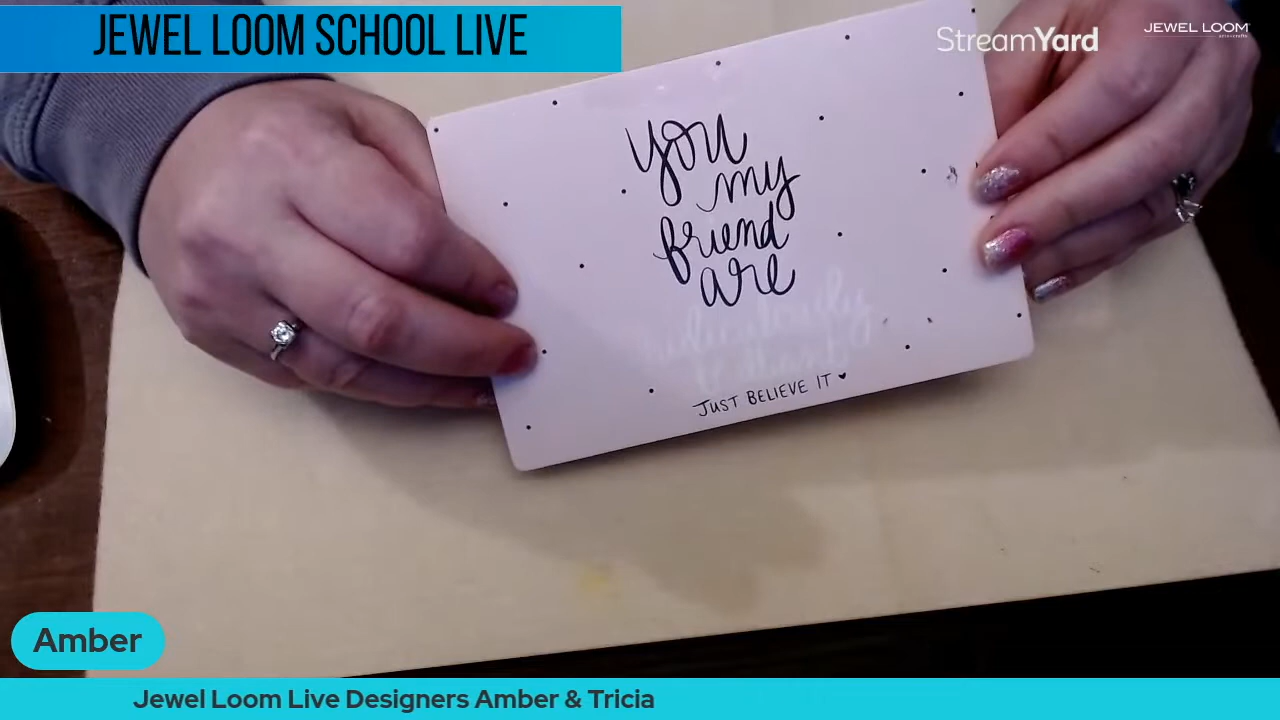 JEWEL LOOM SCHOOL LIVE
StreamYard
JEWEL LOOM
you
my
friend
are
JUST BELIEVE IT
Amber
Jewel Loom Live Designers Amber & Tricia